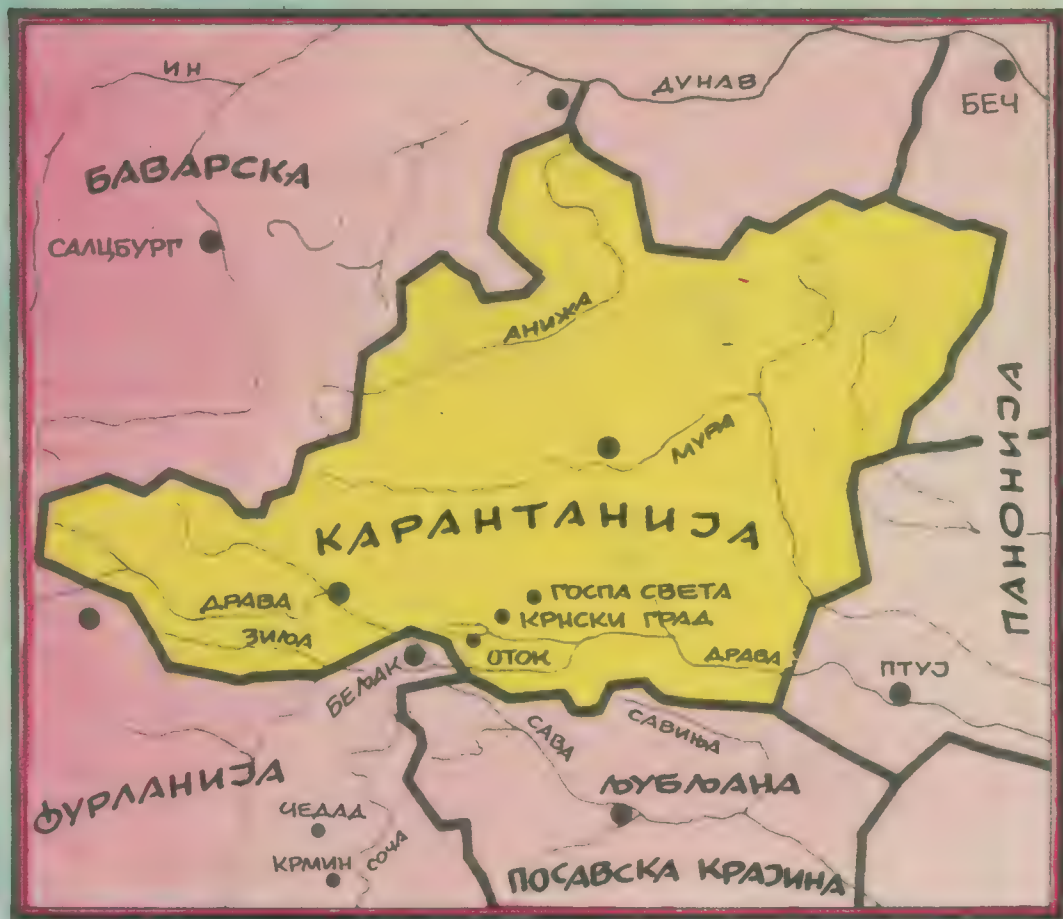 ИН
ДУНАВ
БЕЧ
БАВАРСКА
САЛЦБУРГ
АНИЖА
МУРА
ПАНОНИЈА
КАРАНТАНИЈА
ГОСПА СВЕТА
ДРАВА
КРНСКИ ГРАД
ЗИЉА
ОТОК
ДРАВА
БЕЉАК
ПТУЈ
САВА
САВИЊА
ФУРЛАНИЈА
ЉУБЉАНА
ЧЕДАД
КРМИН
СОЧА
ПОСАВСКА КРАЈИНА